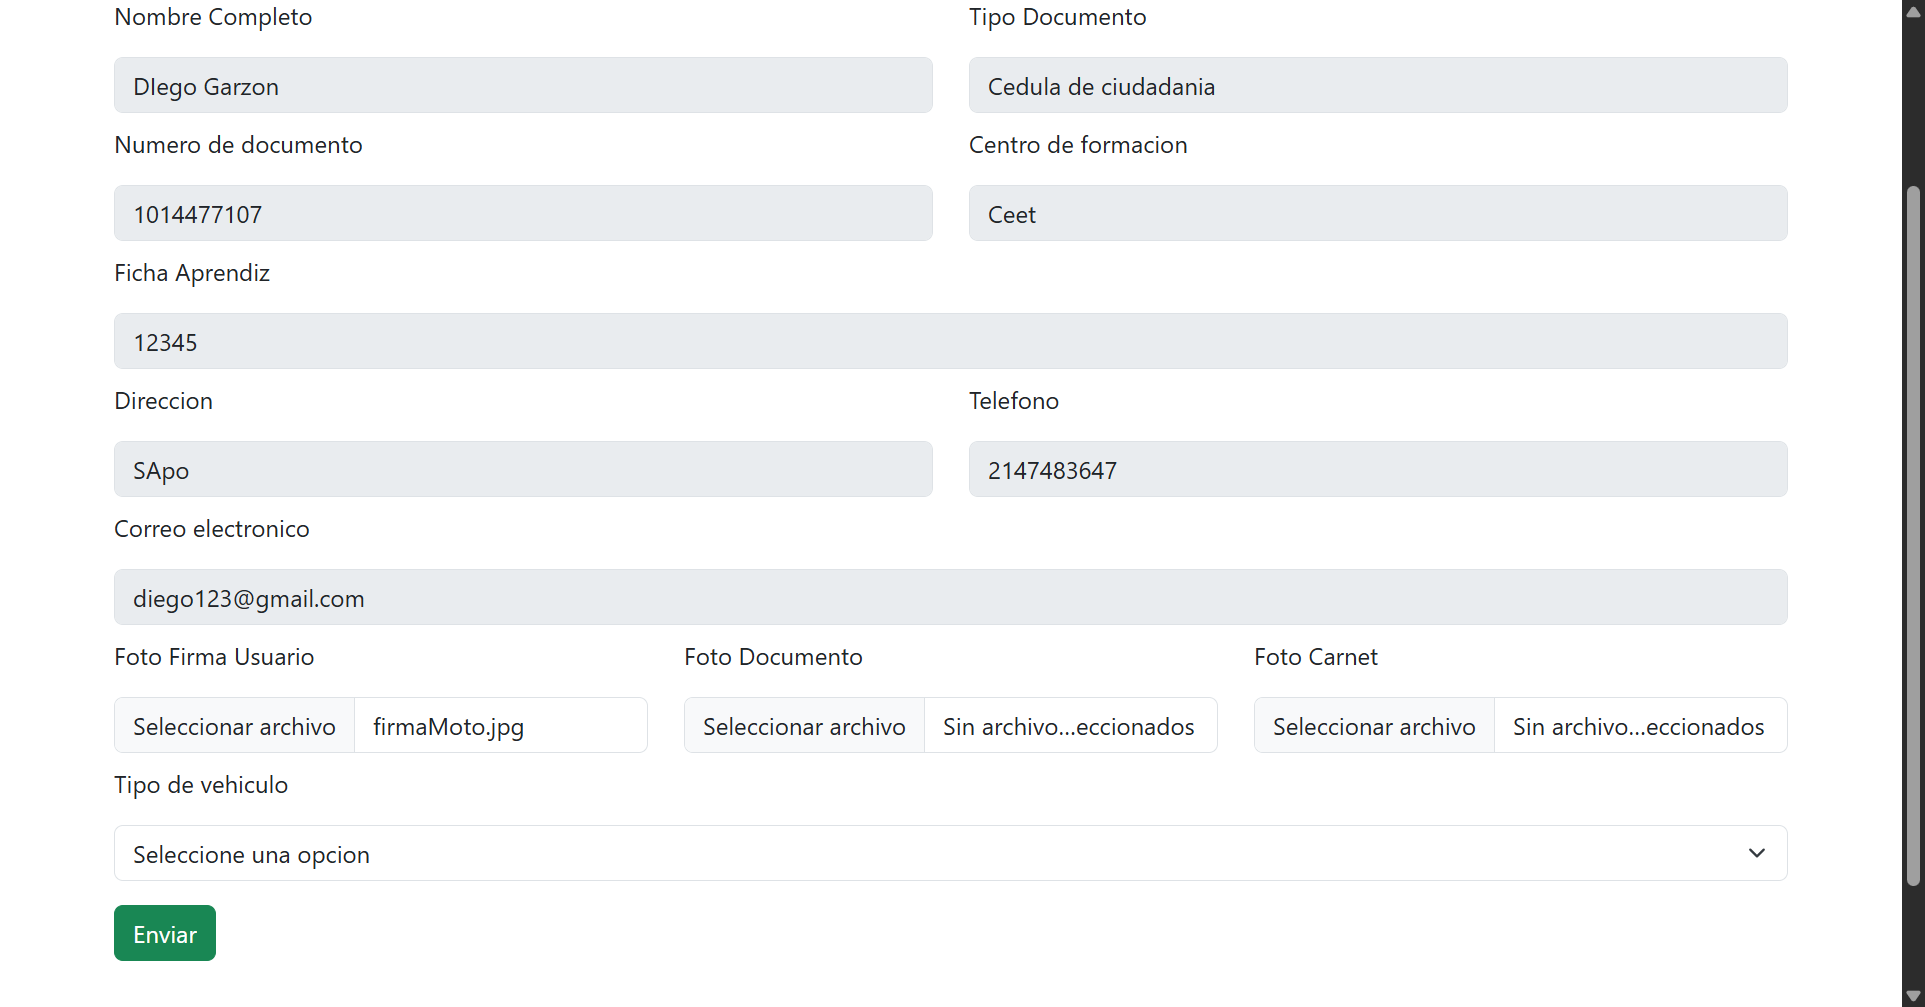 Nombre Completo
Tipo Documento
DIego Garzon
Cedula de ciudadania
Numero de documento
Centro de formacion
1014477107
Ceet
Ficha Aprendiz
12345
Direccion
Telefono
SApo
2147483647
Correo electronico
diego123@gmail.com
Foto Firma Usuario
Foto Documento
Foto Carnet
Seleccionar archivo firmaMoto.jpg
Seleccionar archivo Sin archivo...eccionados
Seleccionar archivo Sin archivo...eccionados
Tipo de vehiculo
Seleccione una opcion
Enviar